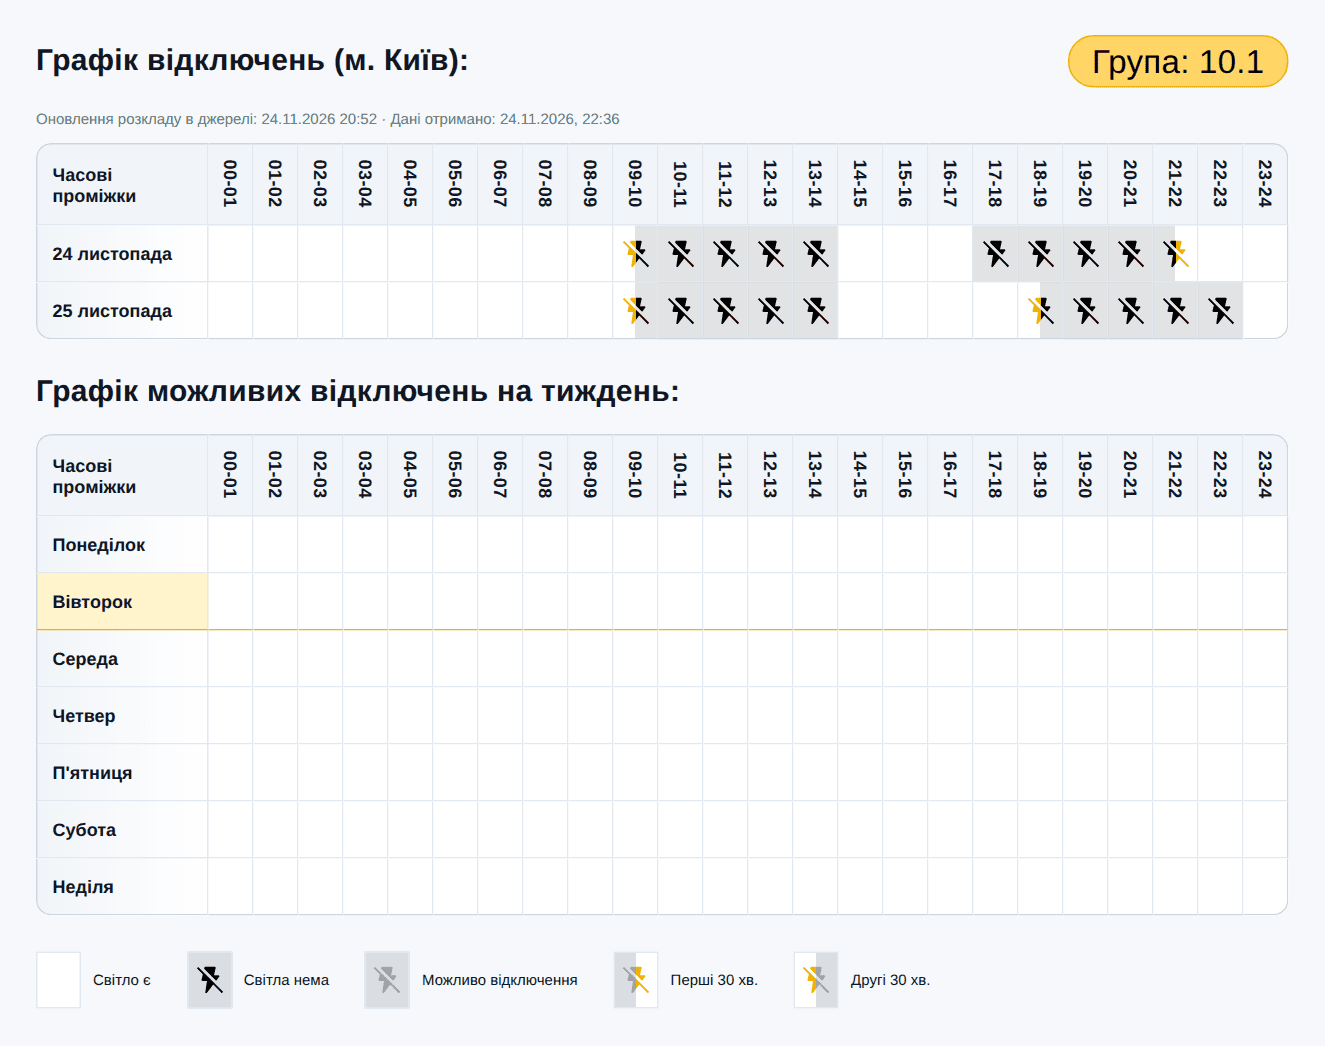 Графік відключень (м. Київ):
Група: 10.1
Оновлення розкладу в джерелі: 24.11.2026 20:52 · Дані отримано: 24.11.2026, 22:36
Часові
проміжки
00-01 01-02 02-03 03-04 04-05 05-06 06-07 07-08 08-09 09-10 10-11 11-12 12-13 13-14 14-15 15-16 16-17 17-18 18-19 19-20 20-21 21-22 22-23 23-24
24 листопада
25 листопада
Графік можливих відключень на тиждень:
Часові
проміжки
00-01 01-02 02-03 03-04 04-05 05-06 06-07 07-08 08-09 09-10 10-11 11-12 12-13 13-14 14-15 15-16 16-17 17-18 18-19 19-20 20-21 21-22 22-23 23-24
Понеділок
Вівторок
Середа
Четвер
П'ятниця
Субота
Неділя
Світло є Світла нема Можливо відключення Перші 30 хв. Другі 30 хв.